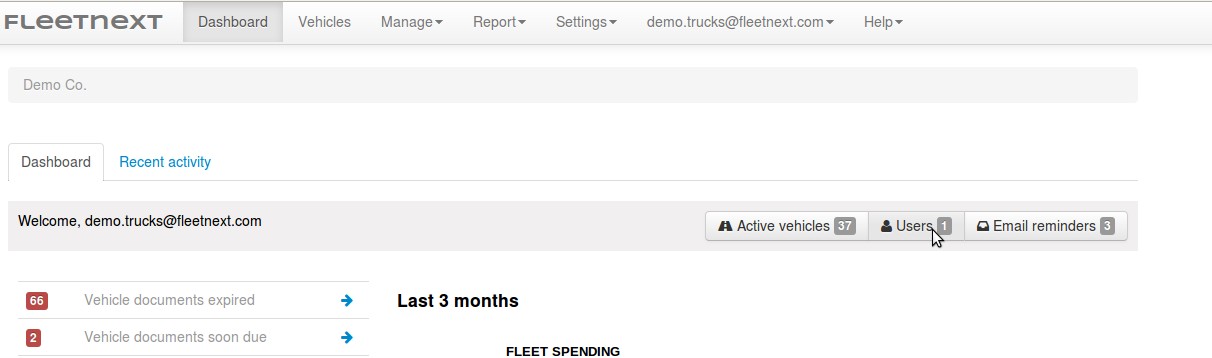 FLEETNEXT Dashboard Vehicles Manage Report Settings demo.trucks@fleetnext.com Help
Demo Co.
Dashboard Recent activity
Welcome, demo.trucks@fleetnext.com Active vehicles 37 Users 1 Email reminders 3
66 Vehicle documents expired
Last 3 months
2 Vehicle documents soon due
FLEET SPENDING